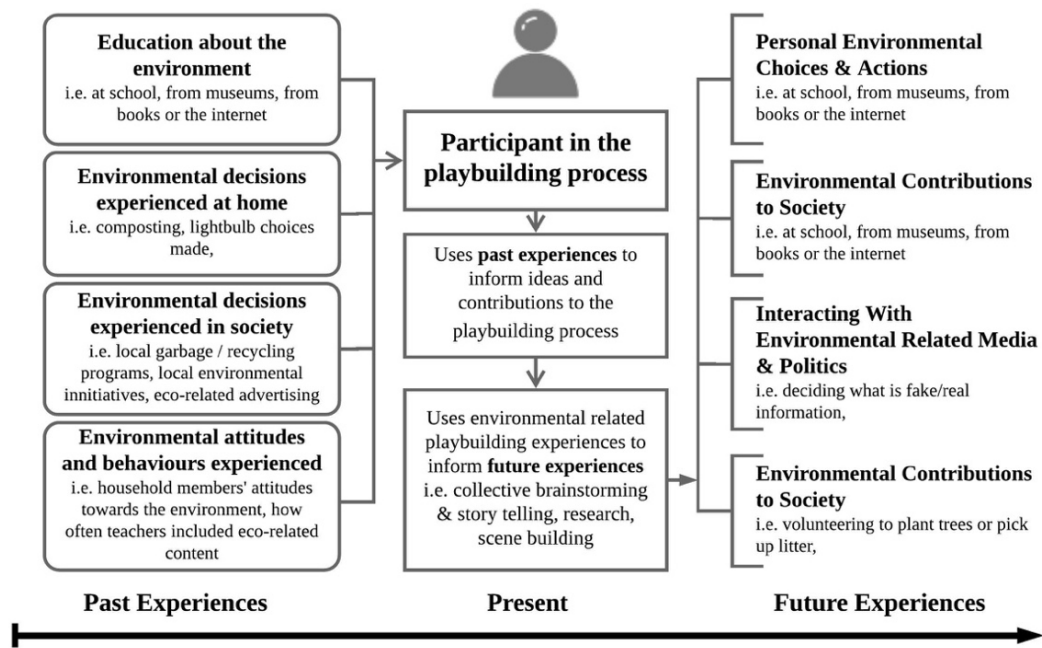 Education about the
environment
i.e. at school, from museums, from
books or the internet
Environmental decisions
experienced at home
i.e. composting, lightbulb choices
made,
Environmental decisions
experienced in society
i.e. local garbage / recycling
programs, local environmental
innitiatives, eco-related advertising
Environmental attitudes
and behaviours experienced
i.e. household members' attitudes
towards the environment, how
often teachers included eco-related
content
Past Experiences
Participant in the
playbuilding process
Uses past experiences to
inform ideas and
contributions to the
playbuilding process
Uses environmental related
playbuilding experiences to
inform future experiences
i.e. collective brainstorming
& story telling, research,
scene building
Present
Personal Environmental
Choices & Actions
i.e. at school, from museums, from
books or the internet
Environmental Contributions
to Society
i.e. at school, from museums, from
books or the internet
Interacting With
Environmental Related Media
& Politics
i.e. deciding what is fake/real
information,
Environmental Contributions
to Society
i.e. volunteering to plant trees or pick
up litter,
Future Experiences